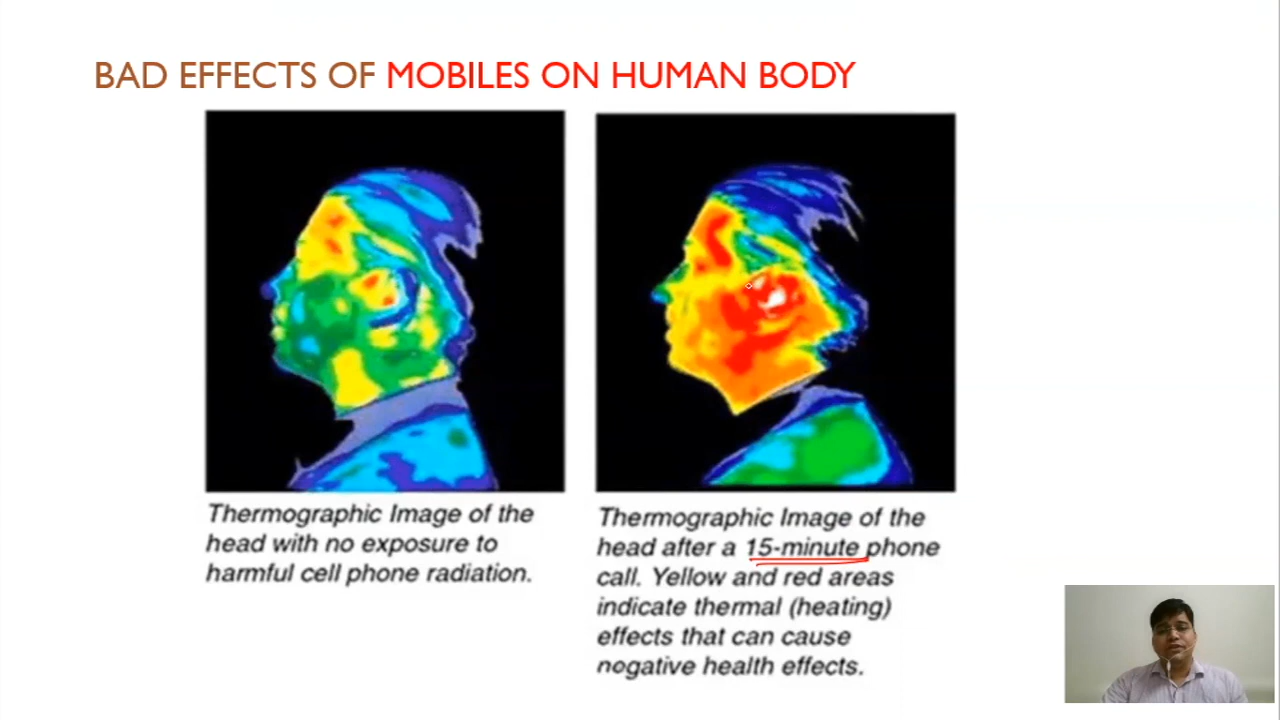 BAD EFFECTS OF MOBILES ON HUMAN BODY
Thermographic Image of the
head with no exposure to
harmful cell phone radiation.
Thermographic Image of the
head after a 15-minute phone
call. Yellow and red areas
indicate thermal (heating)
effects that can cause
negative health effects.